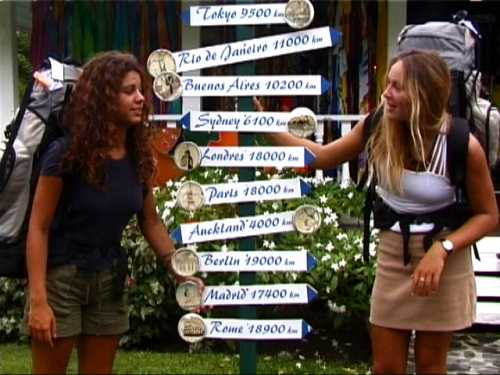 Tokyo 9500 km
Rio de Janeiro 11000 km
Buenos Aires 10200 km
Sydney 6100 km
Londres 18000 km
Paris 18000 km
Auckland 4000 km
Berlin 19000 km
Madrid 17400 km
Rome 18900 km